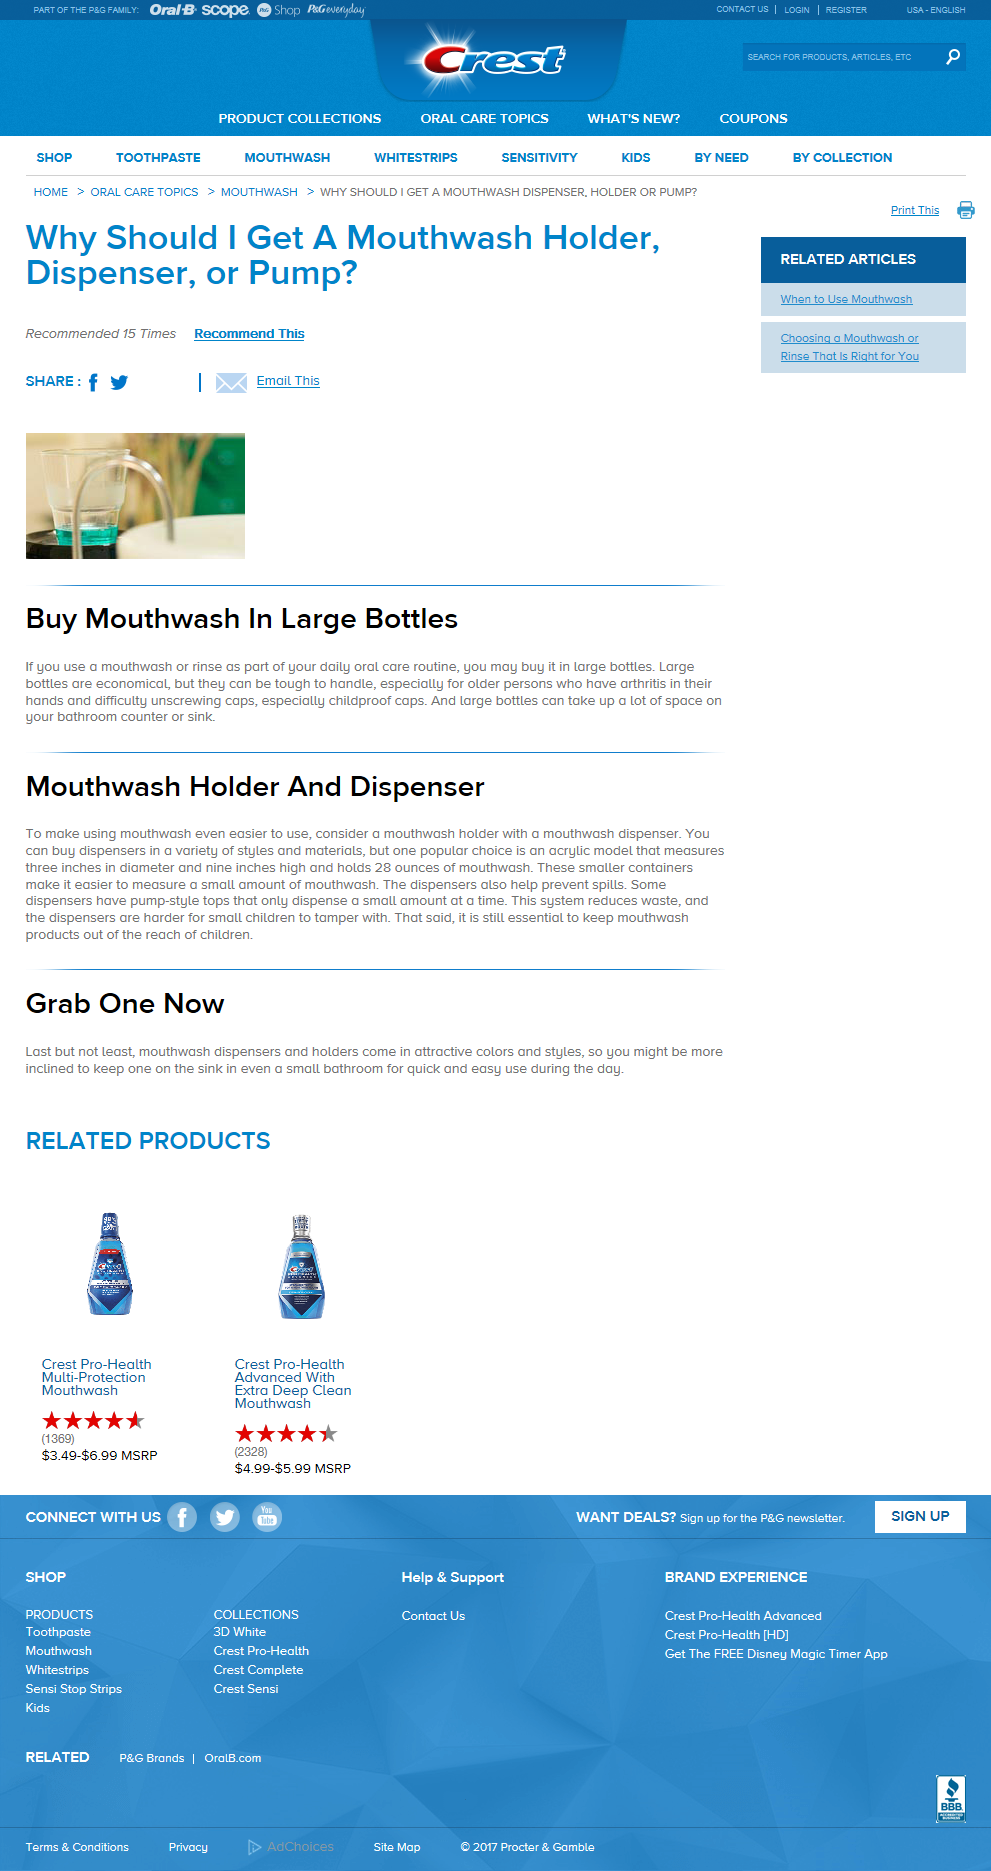 PART OF THE P&G FAMILY: Oral-B scope P&G Shop P&G everyday
CONTACT US | LOGIN | REGISTER USA - ENGLISH
Crest
SEARCH FOR PRODUCTS, ARTICLES, ETC
PRODUCT COLLECTIONS ORAL CARE TOPICS WHAT'S NEW? COUPONS
SHOP TOOTHPASTE MOUTHWASH WHITESTRIPS SENSITIVITY KIDS BY NEED BY COLLECTION
HOME > ORAL CARE TOPICS > MOUTHWASH > WHY SHOULD I GET A MOUTHWASH DISPENSER, HOLDER OR PUMP?
Print This
Why Should I Get A Mouthwash Holder,
Dispenser, or Pump?
RELATED ARTICLES
When to Use Mouthwash
Choosing a Mouthwash or
Rinse That Is Right for You
Recommended 15 Times Recommend This
SHARE : | Email This
Buy Mouthwash In Large Bottles
If you use a mouthwash or rinse as part of your daily oral care routine, you may buy it in large bottles. Large
bottles are economical, but they can be tough to handle, especially for older persons who have arthritis in their
hands and difficulty unscrewing caps, especially childproof caps. And large bottles can take up a lot of space on
your bathroom counter or sink.
Mouthwash Holder And Dispenser
To make using mouthwash even easier to use, consider a mouthwash holder with a mouthwash dispenser. You
can buy dispensers in a variety of styles and materials, but one popular choice is an acrylic model that measures
three inches in diameter and nine inches high and holds 28 ounces of mouthwash. These smaller containers
make it easier to measure a small amount of mouthwash. The dispensers also help prevent spills. Some
dispensers have pump-style tops that only dispense a small amount at a time. This system reduces waste, and
the dispensers are harder for small children to tamper with. That said, it is still essential to keep mouthwash
products out of the reach of children.
Grab One Now
Last but not least, mouthwash dispensers and holders come in attractive colors and styles, so you might be more
inclined to keep one on the sink in even a small bathroom for quick and easy use during the day.
RELATED PRODUCTS
Crest Pro-Health
Multi-Protection
Mouthwash
(1369)
$3.49-$6.99 MSRP
Crest Pro-Health
Advanced With
Extra Deep Clean
Mouthwash
(2328)
$4.99-$5.99 MSRP
CONNECT WITH US You Tube
WANT DEALS? Sign up for the P&G newsletter. SIGN UP
SHOP
PRODUCTS
Toothpaste
Mouthwash
Whitestrips
Sensi Stop Strips
Kids
COLLECTIONS
3D White
Crest Pro-Health
Crest Complete
Crest Sensi
Help & Support
Contact Us
BRAND EXPERIENCE
Crest Pro-Health Advanced
Crest Pro-Health [HD]
Get The FREE Disney Magic Timer App
RELATED P&G Brands | OralB.com
BBB
Terms & Conditions Privacy AdChoices Site Map © 2017 Procter & Gamble